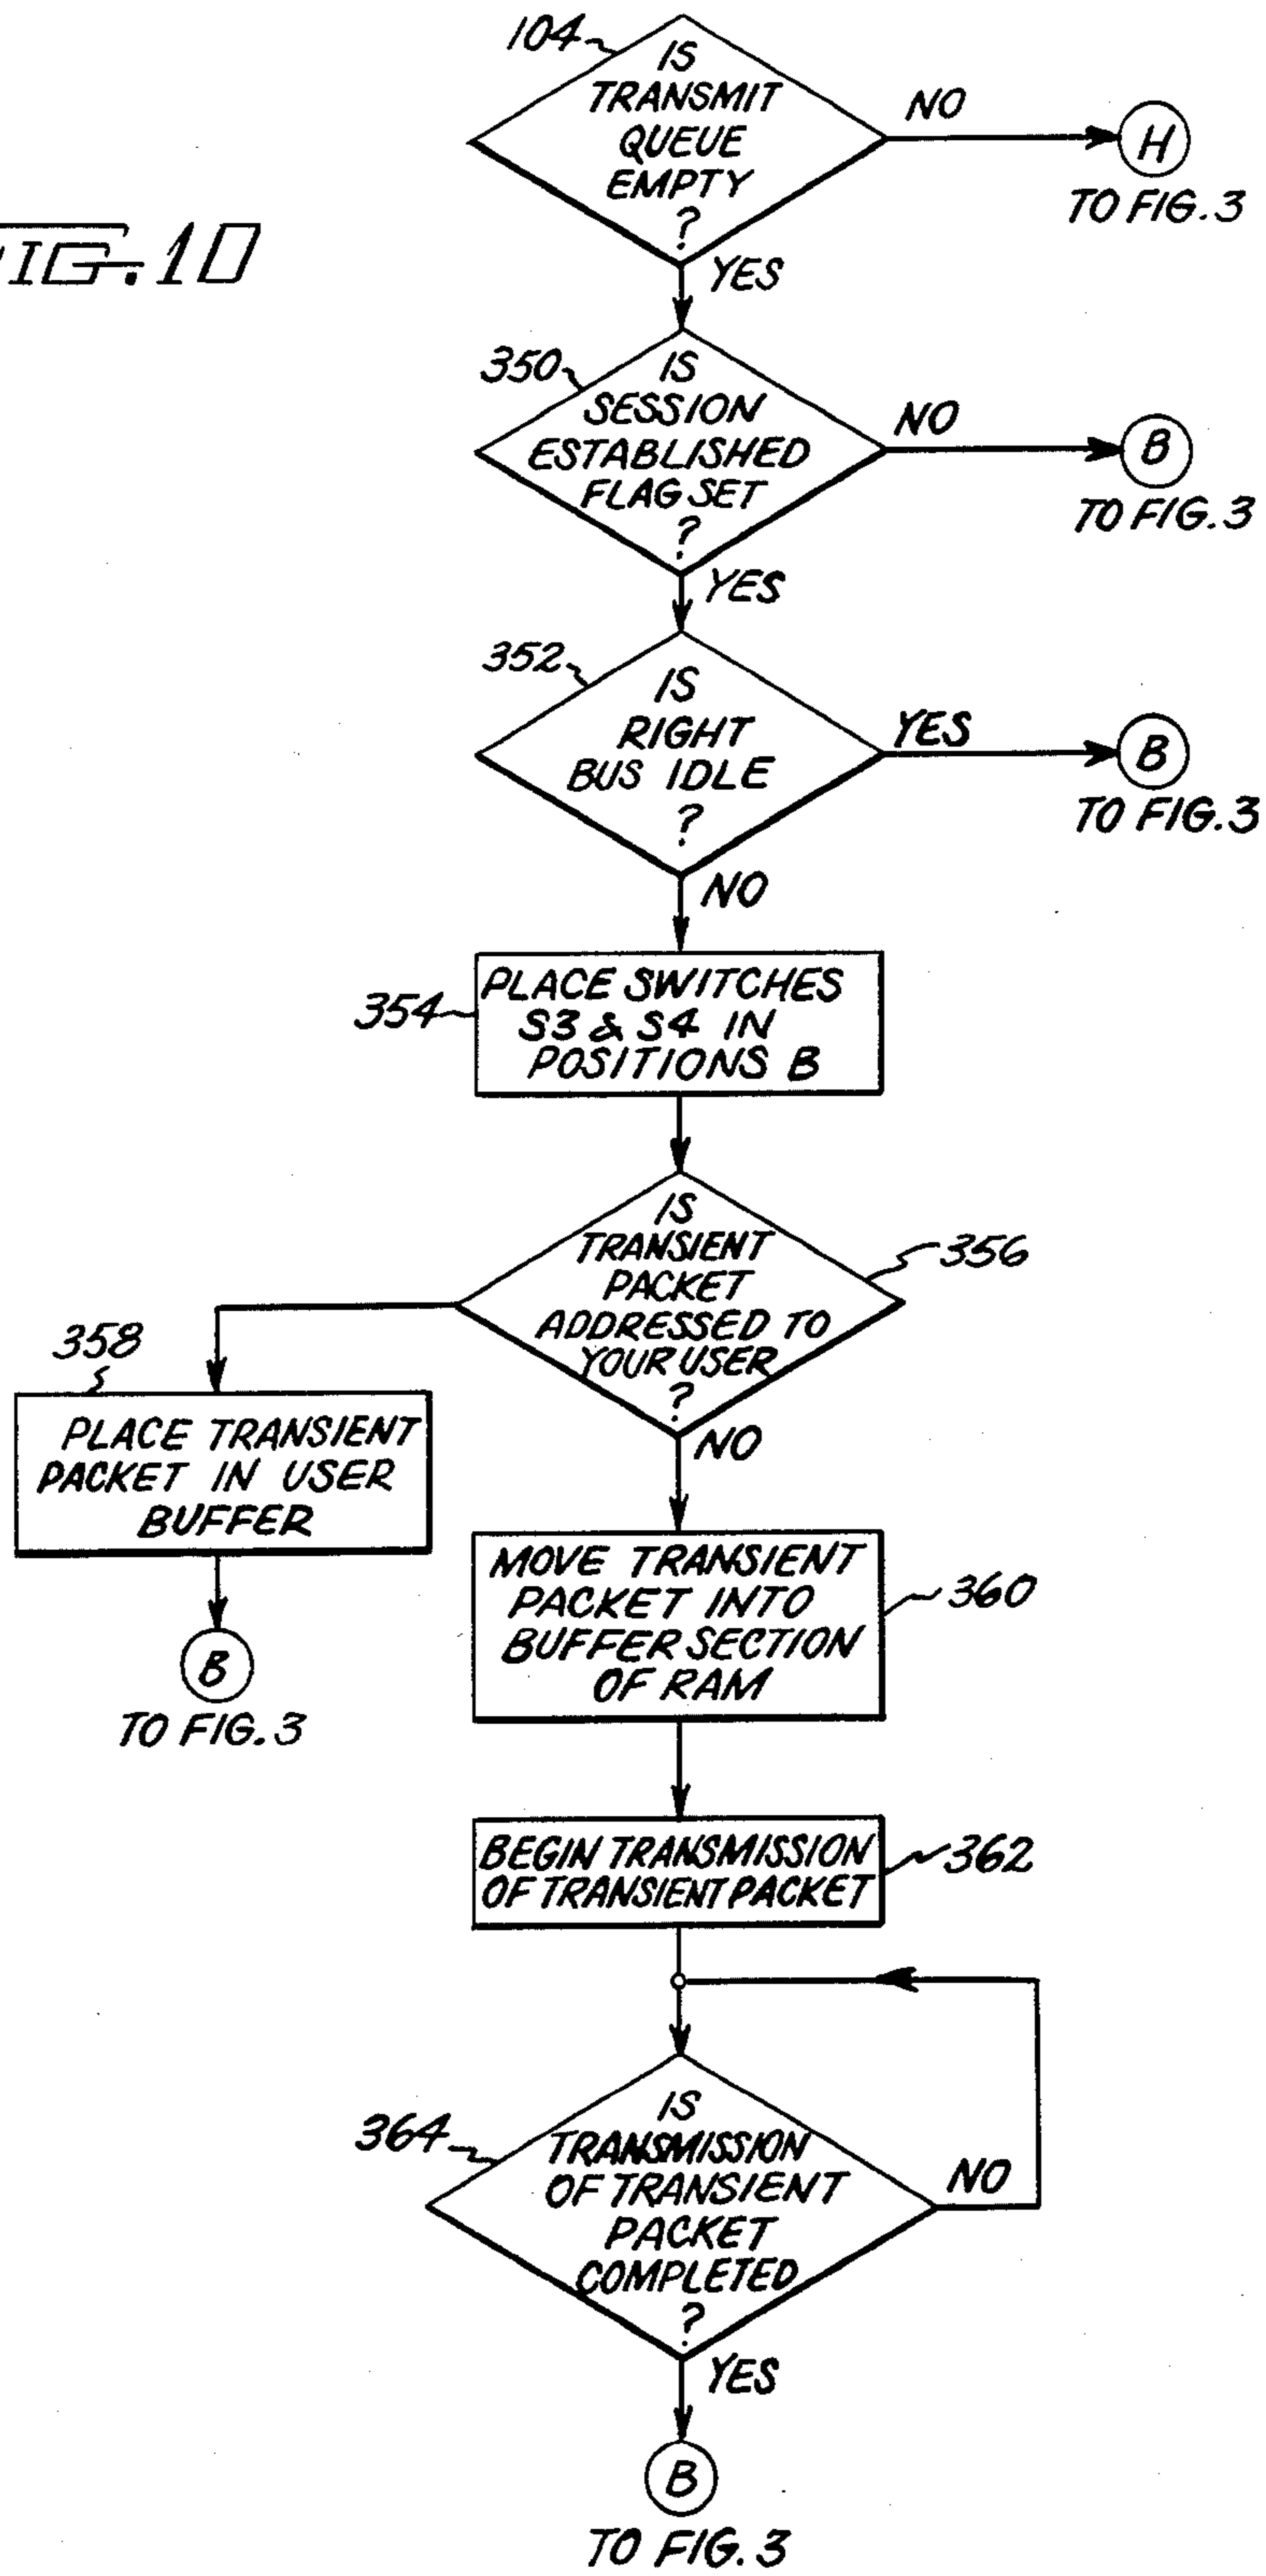 104
IS
TRANSMIT
QUEUE
EMPTY
?
NO
H
TO FIG. 3
FIG. 10
YES
350
IS
SESSION
ESTABLISHED
FLAG SET
?
NO
B
TO FIG. 3
YES
352
IS
RIGHT
BUS IDLE
?
YES
B
TO FIG. 3
NO
354
PLACE SWITCHES
S3 & S4 IN
POSITIONS B
IS
TRANSIENT
PACKET
ADDRESSED TO
YOUR USER
?
356
358
PLACE TRANSIENT
PACKET IN USER
BUFFER
B
TO FIG. 3
NO
MOVE TRANSIENT
PACKET INTO
BUFFER SECTION
OF RAM
360
BEGIN TRANSMISSION
OF TRANSIENT PACKET
362
364
IS
TRANSMISSION
OF TRANSIENT
PACKET
COMPLETED
?
NO
YES
B
TO FIG. 3